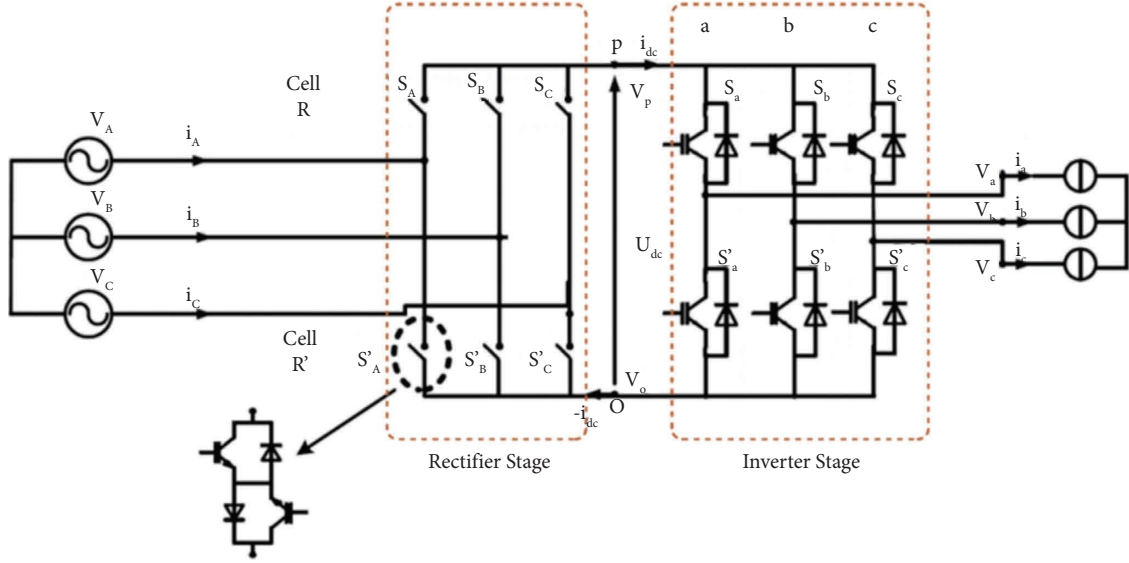 a b c
p i_dc
Cell
R
S_A S_B S_C
V_p
S_a S_b S_c
V_A i_A
V_B i_B
V_C i_C
V_a i_a
V_b i_b
V_c i_c
U_dc
S'_a S'_b S'_c
Cell
R'
S'_A S'_B S'_C
V_o
-i_dc O
Rectifier Stage Inverter Stage